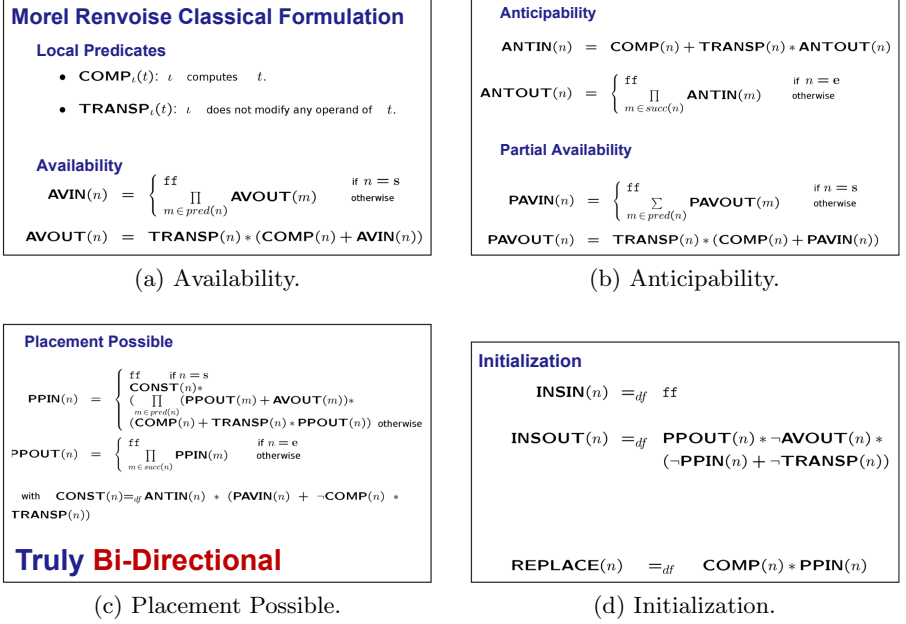 Morel Renvoise Classical Formulation
Local Predicates
• COMPι(t): ι computes t.
• TRANSPι(t): ι does not modify any operand of t.
Availability
AVIN(n) = { ff if n = s
∏ m∈pred(n) AVOUT(m) otherwise
AVOUT(n) = TRANSP(n) * (COMP(n) + AVIN(n))
(a) Availability.
Anticipability
ANTIN(n) = COMP(n) + TRANSP(n) * ANTOUT(n)
ANTOUT(n) = { ff if n = e
∏ m∈succ(n) ANTIN(m) otherwise
Partial Availability
PAVIN(n) = { ff if n = s
∑ m∈pred(n) PAVOUT(m) otherwise
PAVOUT(n) = TRANSP(n) * (COMP(n) + PAVIN(n))
(b) Anticipability.
Placement Possible
PPIN(n) = { ff if n = s
CONST(n)*
( ∏ m∈pred(n) (PPOUT(m) + AVOUT(m))*
(COMP(n) + TRANSP(n) * PPOUT(n)) otherwise
PPOUT(n) = { ff if n = e
∏ m∈succ(n) PPIN(m) otherwise
with CONST(n)=df ANTIN(n) * (PAVIN(n) + ¬COMP(n) *
TRANSP(n))
Truly Bi-Directional
(c) Placement Possible.
Initialization
INSIN(n) =df ff
INSOUT(n) =df PPOUT(n) * ¬AVOUT(n) *
(¬PPIN(n) + ¬TRANSP(n))
REPLACE(n) =df COMP(n) * PPIN(n)
(d) Initialization.